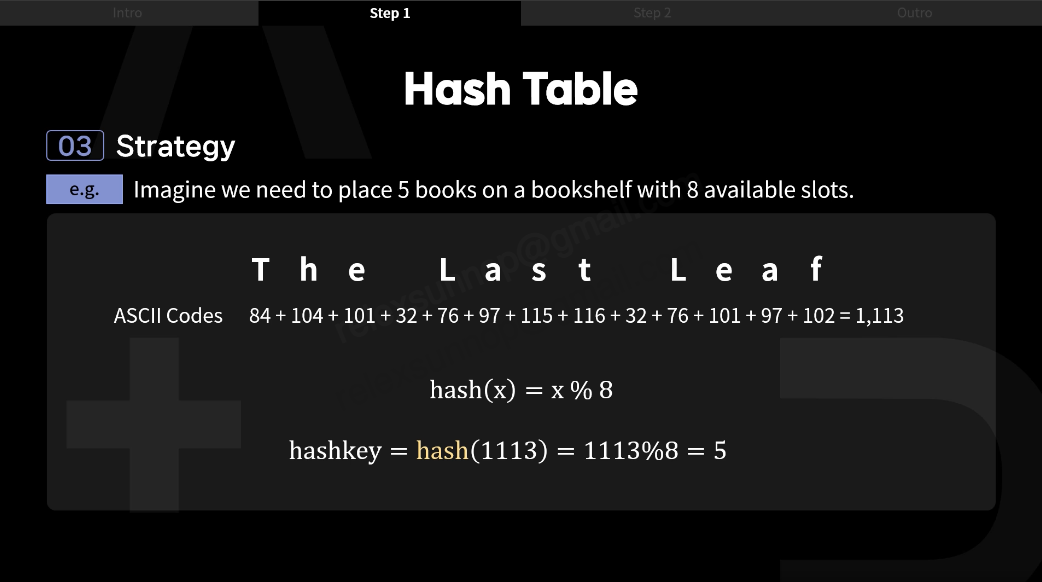 Intro Step 1 Step 2 Outro
Hash Table
03 Strategy
e.g. Imagine we need to place 5 books on a bookshelf with 8 available slots.
T h e L a s t L e a f
ASCII Codes 84 + 104 + 101 + 32 + 76 + 97 + 115 + 116 + 32 + 76 + 101 + 97 + 102 = 1,113
hash(x) = x % 8
hashkey = hash(1113) = 1113%8 = 5